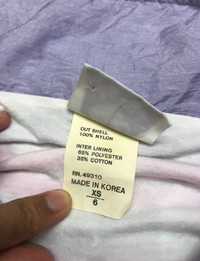 OUT SHELL
100% NYLON
INTER LINING
65% POLYESTER
35% COTTON
RN.49310
MADE IN KOREA
XS
6